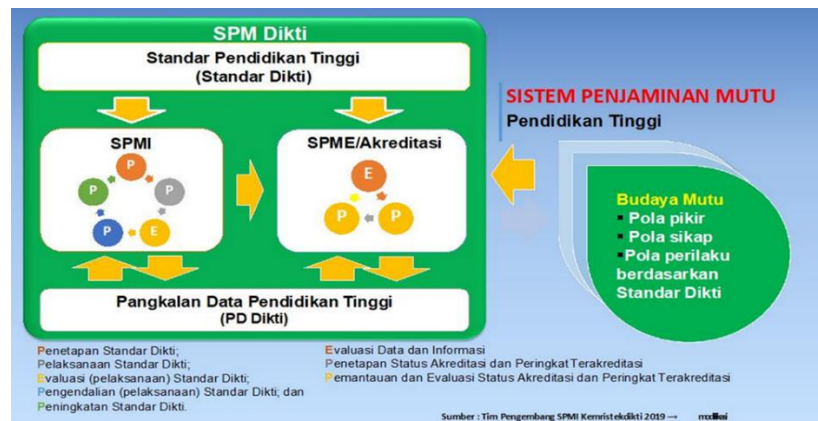 SPM Dikti
Standar Pendidikan Tinggi
(Standar Dikti)
SPMI
P
P
P
P
E
SPME/Akreditasi
E
P
P
Pangkalan Data Pendidikan Tinggi
(PD Dikti)
SISTEM PENJAMINAN MUTU
Pendidikan Tinggi
Budaya Mutu
▪ Pola pikir
▪ Pola sikap
▪Pola perilaku
berdasarkan
Standar Dikti
Penetapan Standar Dikti;
Pelaksanaan Standar Dikti;
Evaluasi (pelaksanaan) Standar Dikti;
Pengendalian (pelaksanaan) Standar Dikti; dan
Peningkatan Standar Dikti.
Evaluasi Data dan Informasi
Penetapan Status Akreditasi dan Peringkat Terakreditasi
Pemantauan dan Evaluasi Status Akreditasi dan Peringkat Terakreditasi
Sumber : Tim Pengembang SPMI Kemristekdikti 2019 →